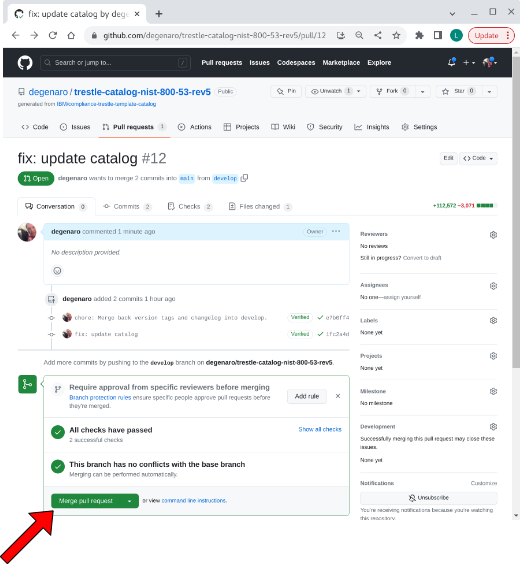 fix: update catalog by dege
github.com/degenaro/trestle-catalog-nist-800-53-rev5/pull/12
L
Update
Search or jump to...
/
Pull requests Issues Codespaces Marketplace Explore
degenaro / trestle-catalog-nist-800-53-rev5 Public
Pin Unwatch 1 Fork 0 Star 0
generated from IBM/compliance-trestle-template-catalog
Code Issues Pull requests 1 Actions Projects Wiki Security Insights Settings
fix: update catalog #12
Edit <> Code
Open degenaro wants to merge 2 commits into main from develop
Conversation 0 Commits 2 Checks 2 Files changed 5
+112,672 −3,071
degenaro commented 1 minute ago Owner ...
No description provided.
degenaro added 2 commits 1 hour ago
chore: Merge back version tags and changelog into develop. Verified
fix: update catalog Verified
Add more commits by pushing to the develop branch on degenaro/trestle-catalog-nist-800-53-rev5.
Require approval from specific reviewers before merging
Branch protection rules ensure specific people approve pull requests before
they're merged.
Add rule
All checks have passed
2 successful checks
Show all checks
This branch has no conflicts with the base branch
Merging can be performed automatically.
Merge pull request or view command line instructions.
Reviewers
No reviews
Still in progress? Convert to draft
Assignees
No one—assign yourself
Labels
None yet
Projects
None yet
Milestone
No milestone
Development
Successfully merging this pull request may close these
issues.
None yet
Notifications Customize
Unsubscribe
You're receiving notifications because you're watching
this repository.